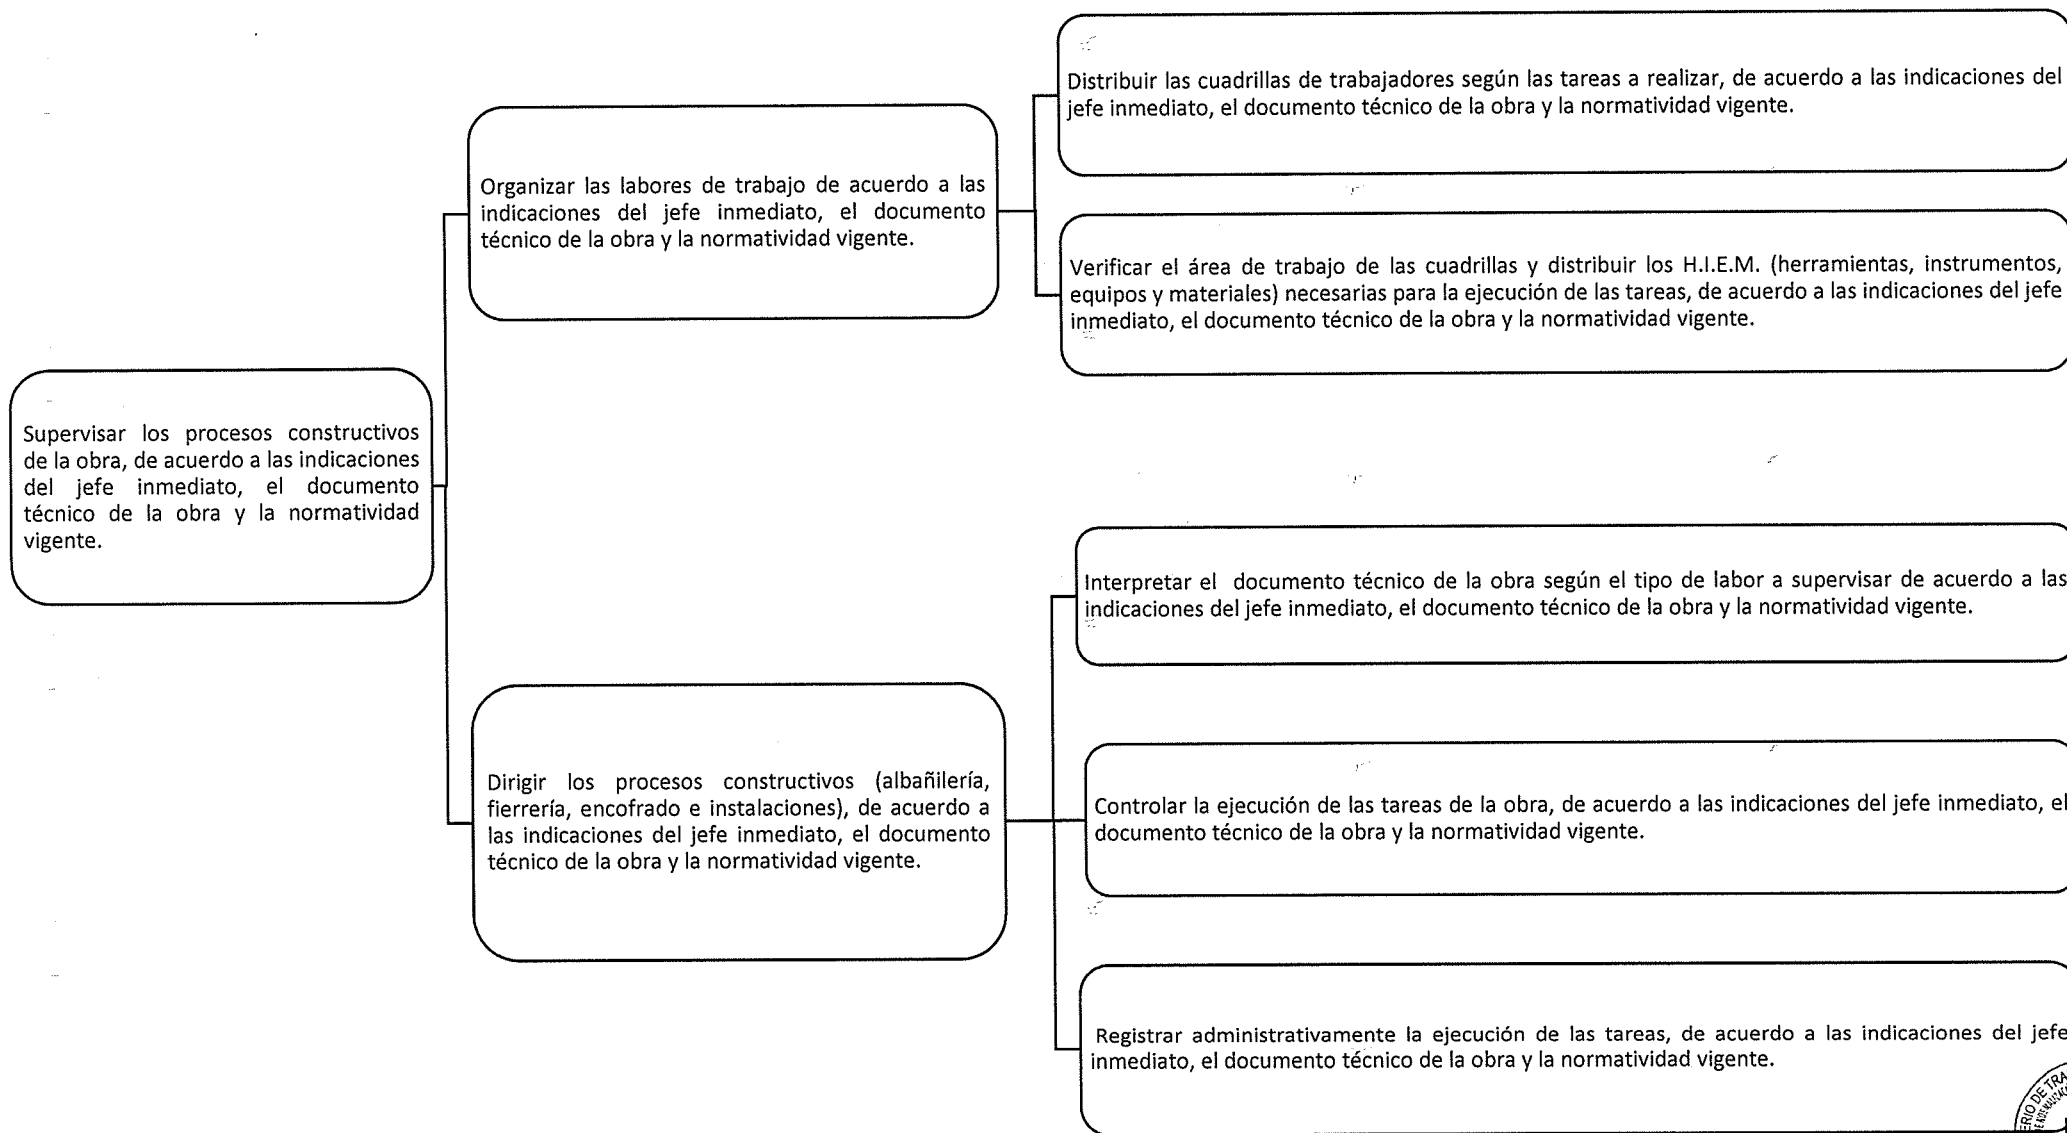 Distribuir las cuadrillas de trabajadores según las tareas a realizar, de acuerdo a las indicaciones del
jefe inmediato, el documento técnico de la obra y la normatividad vigente.
Organizar las labores de trabajo de acuerdo a las
indicaciones del jefe inmediato, el documento
técnico de la obra y la normatividad vigente.
Verificar el área de trabajo de las cuadrillas y distribuir los H.I.E.M. (herramientas, instrumentos,
equipos y materiales) necesarias para la ejecución de las tareas, de acuerdo a las indicaciones del jefe
inmediato, el documento técnico de la obra y la normatividad vigente.
Supervisar los procesos constructivos
de la obra, de acuerdo a las indicaciones
del jefe inmediato, el documento
técnico de la obra y la normatividad
vigente.
Interpretar el documento técnico de la obra según el tipo de labor a supervisar de acuerdo a las
indicaciones del jefe inmediato, el documento técnico de la obra y la normatividad vigente.
Dirigir los procesos constructivos (albañilería,
fierrería, encofrado e instalaciones), de acuerdo a
las indicaciones del jefe inmediato, el documento
técnico de la obra y la normatividad vigente.
Controlar la ejecución de las tareas de la obra, de acuerdo a las indicaciones del jefe inmediato, el
documento técnico de la obra y la normatividad vigente.
Registrar administrativamente la ejecución de las tareas, de acuerdo a las indicaciones del jefe
inmediato, el documento técnico de la obra y la normatividad vigente.
ERIO DE TRA